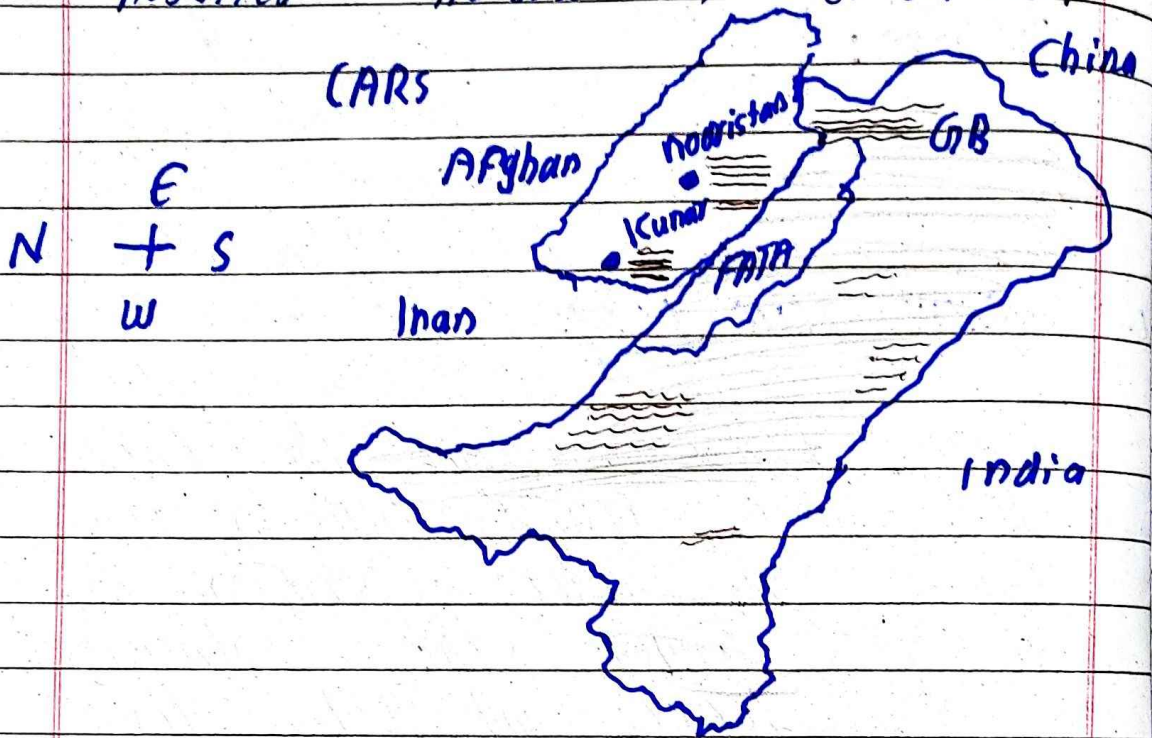 China
CARs
GB
Nooristan
Afghan
E
Kunar
N S
FATA
W
Iran
India